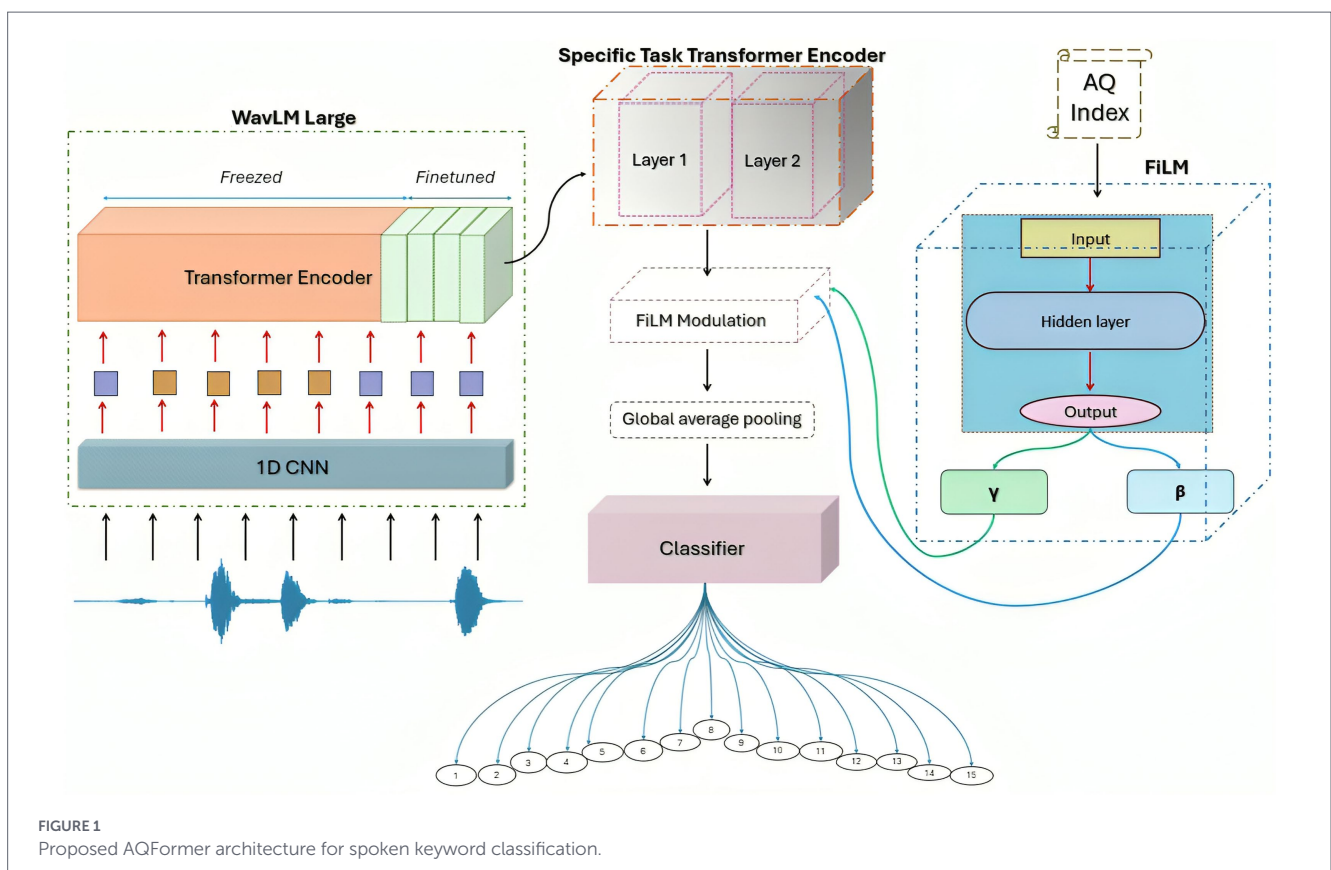 Specific Task Transformer Encoder
Layer 1
Layer 2
WavLM Large
Freezed
Finetuned
Transformer Encoder
1D CNN
FiLM Modulation
Global average pooling
Classifier
1
2
3
4
5
6
7
8
9
10
11
12
13
14
15
AQ
Index
FiLM
Input
Hidden layer
Output
γ
β
FIGURE 1
Proposed AQFormer architecture for spoken keyword classification.